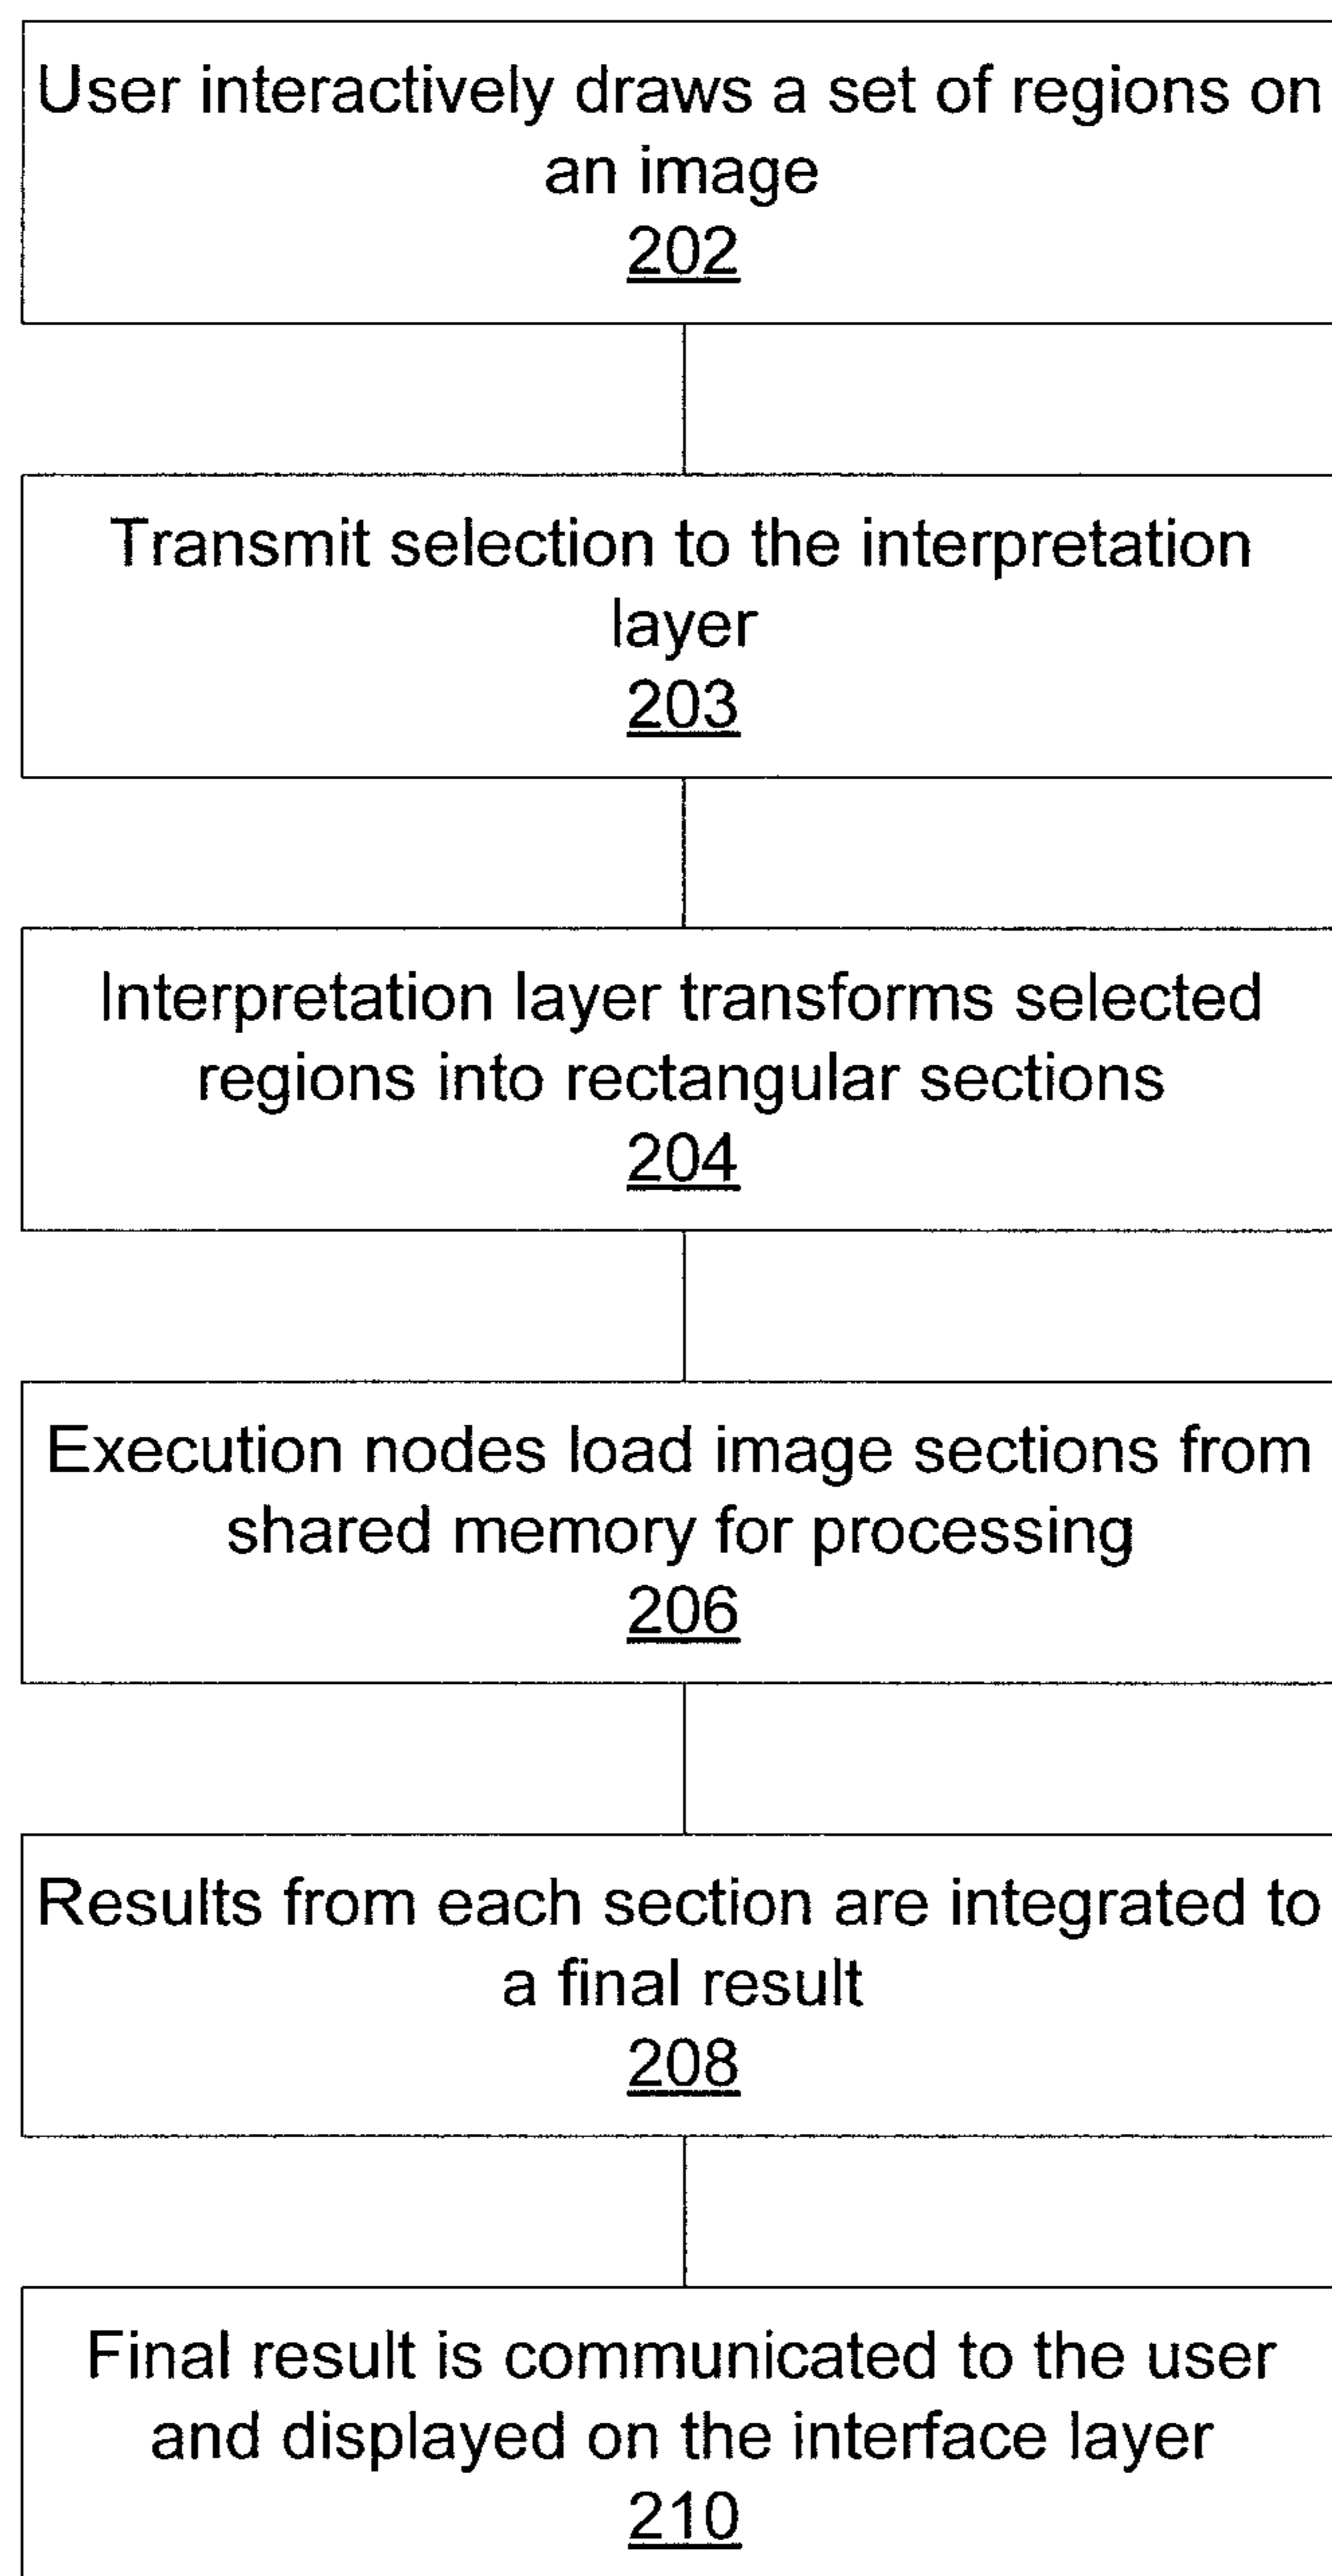 User interactively draws a set of regions on
an image
202
Transmit selection to the interpretation
layer
203
Interpretation layer transforms selected
regions into rectangular sections
204
Execution nodes load image sections from
shared memory for processing
206
Results from each section are integrated to
a final result
208
Final result is communicated to the user
and displayed on the interface layer
210